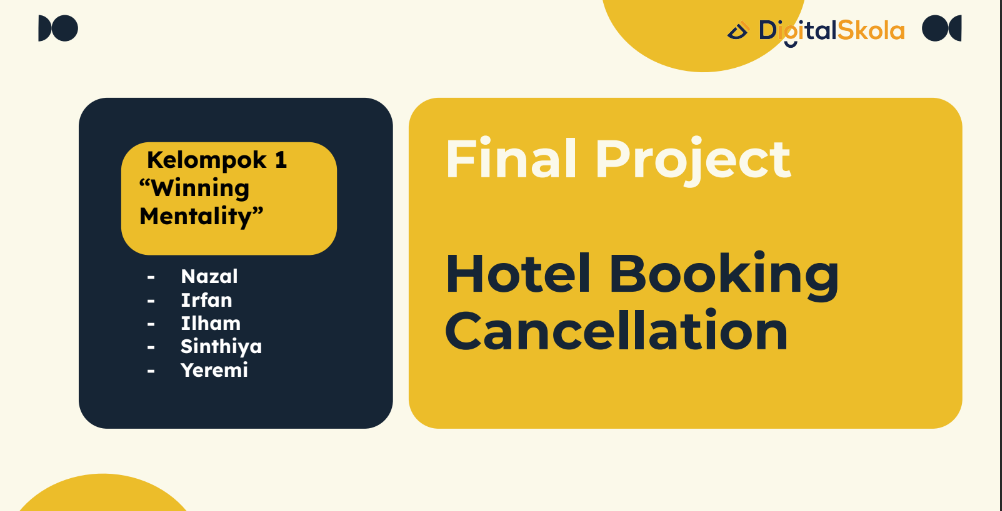 DigitalSkola
Kelompok 1
“Winning
Mentality”
- Nazal
- Irfan
- Ilham
- Sinthiya
- Yeremi
Final Project
Hotel Booking
Cancellation